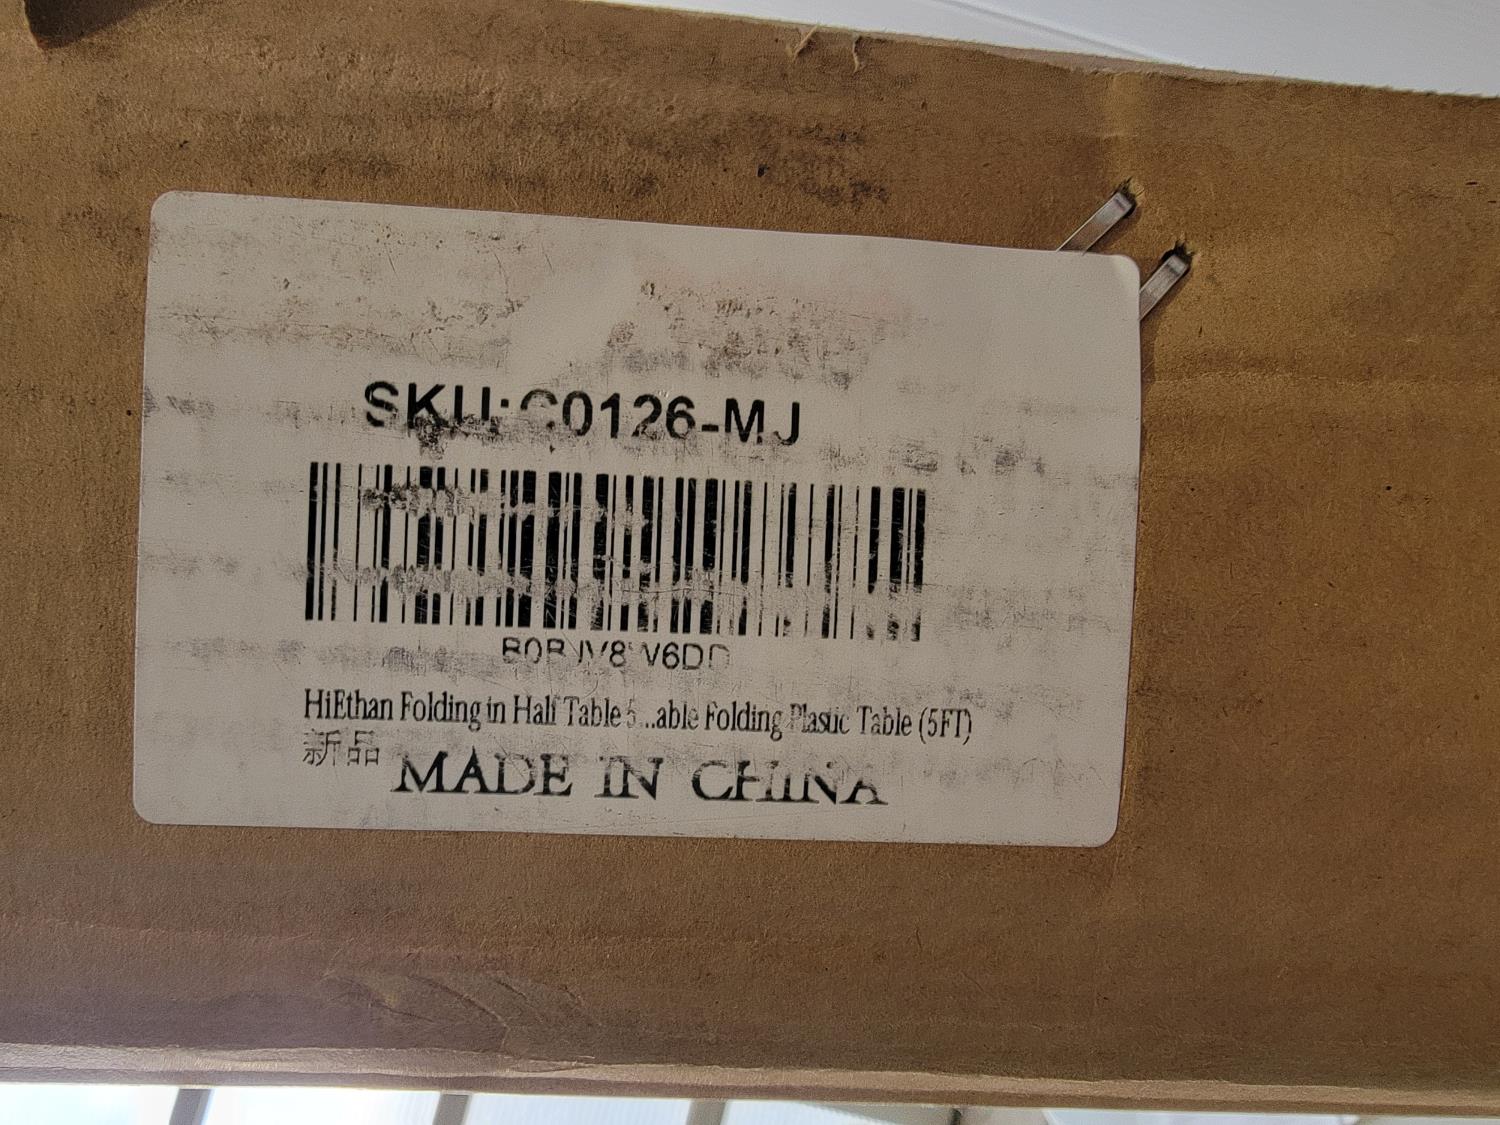 SKU:C0126-MJ
HiEthan Folding in Half Table 5...able Folding Plastic Table (5FT)
新品
MADE IN CHINA